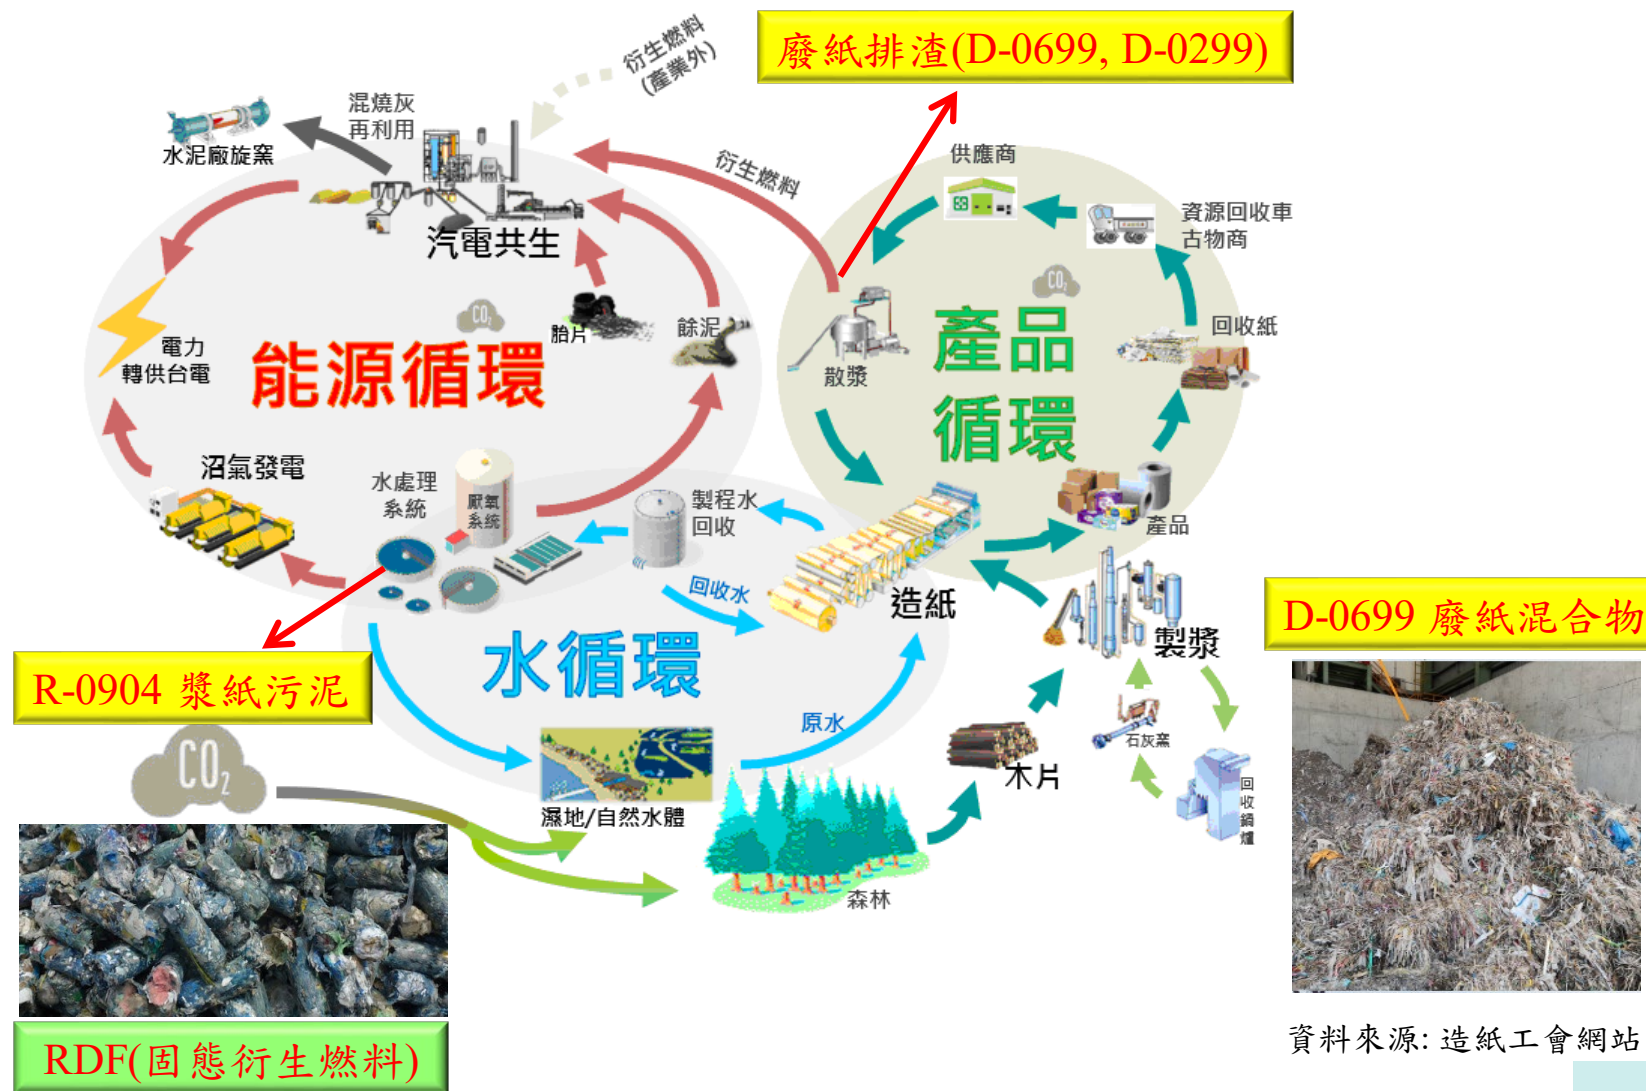 廢紙排渣(D-0699, D-0299)
衍生燃料
(產業外)
混燒灰
再利用
水泥廠旋窯
衍生燃料
供應商
資源回收車
古物商
汽電共生
CO2
CO2
胎片
餘泥
回收紙
電力
轉供台電
能源循環
產品
循環
散漿
沼氣發電
水處理
系統
厭氧
系統
製程水
回收
產品
回收水
造紙
製漿
D-0699 廢紙混合物
水循環
R-0904 漿紙污泥
原水
石灰窯
木片
CO2
回收鍋爐
濕地/自然水體
森林
RDF(固態衍生燃料)
資料來源: 造紙工會網站